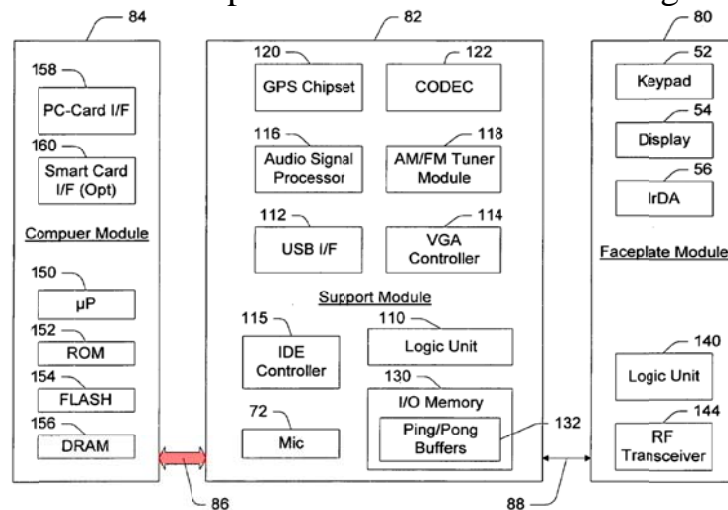 84
82
80
158
PC-Card I/F
160
Smart Card
I/F (Opt)
Compuer Module
150
µP
152
ROM
154
FLASH
156
DRAM
120
GPS Chipset
122
CODEC
116
Audio Signal
Processor
118
AM/FM Tuner
Module
112
USB I/F
114
VGA
Controller
Support Module
115
IDE
Controller
110
Logic Unit
130
I/O Memory
Ping/Pong
Buffers
132
72
Mic
52
Keypad
54
Display
56
IrDA
Faceplate Module
140
Logic Unit
144
RF
Transceiver
86
88